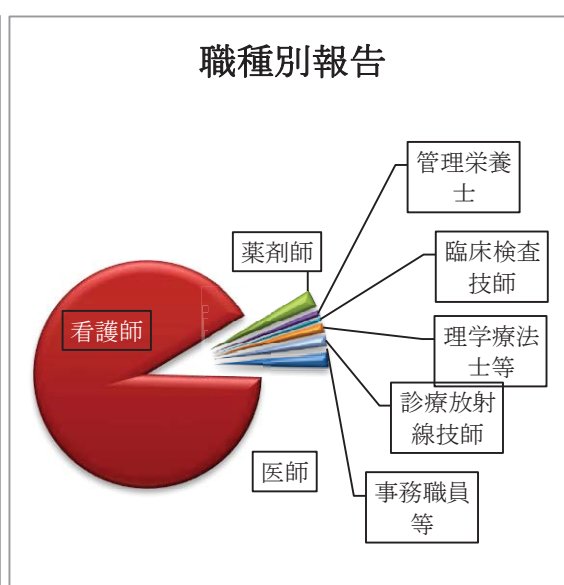 職種別報告
管理栄養
士
薬剤師
臨床検査
技師
看護師
理学療法
士等
診療放射
線技師
医師
事務職員
等